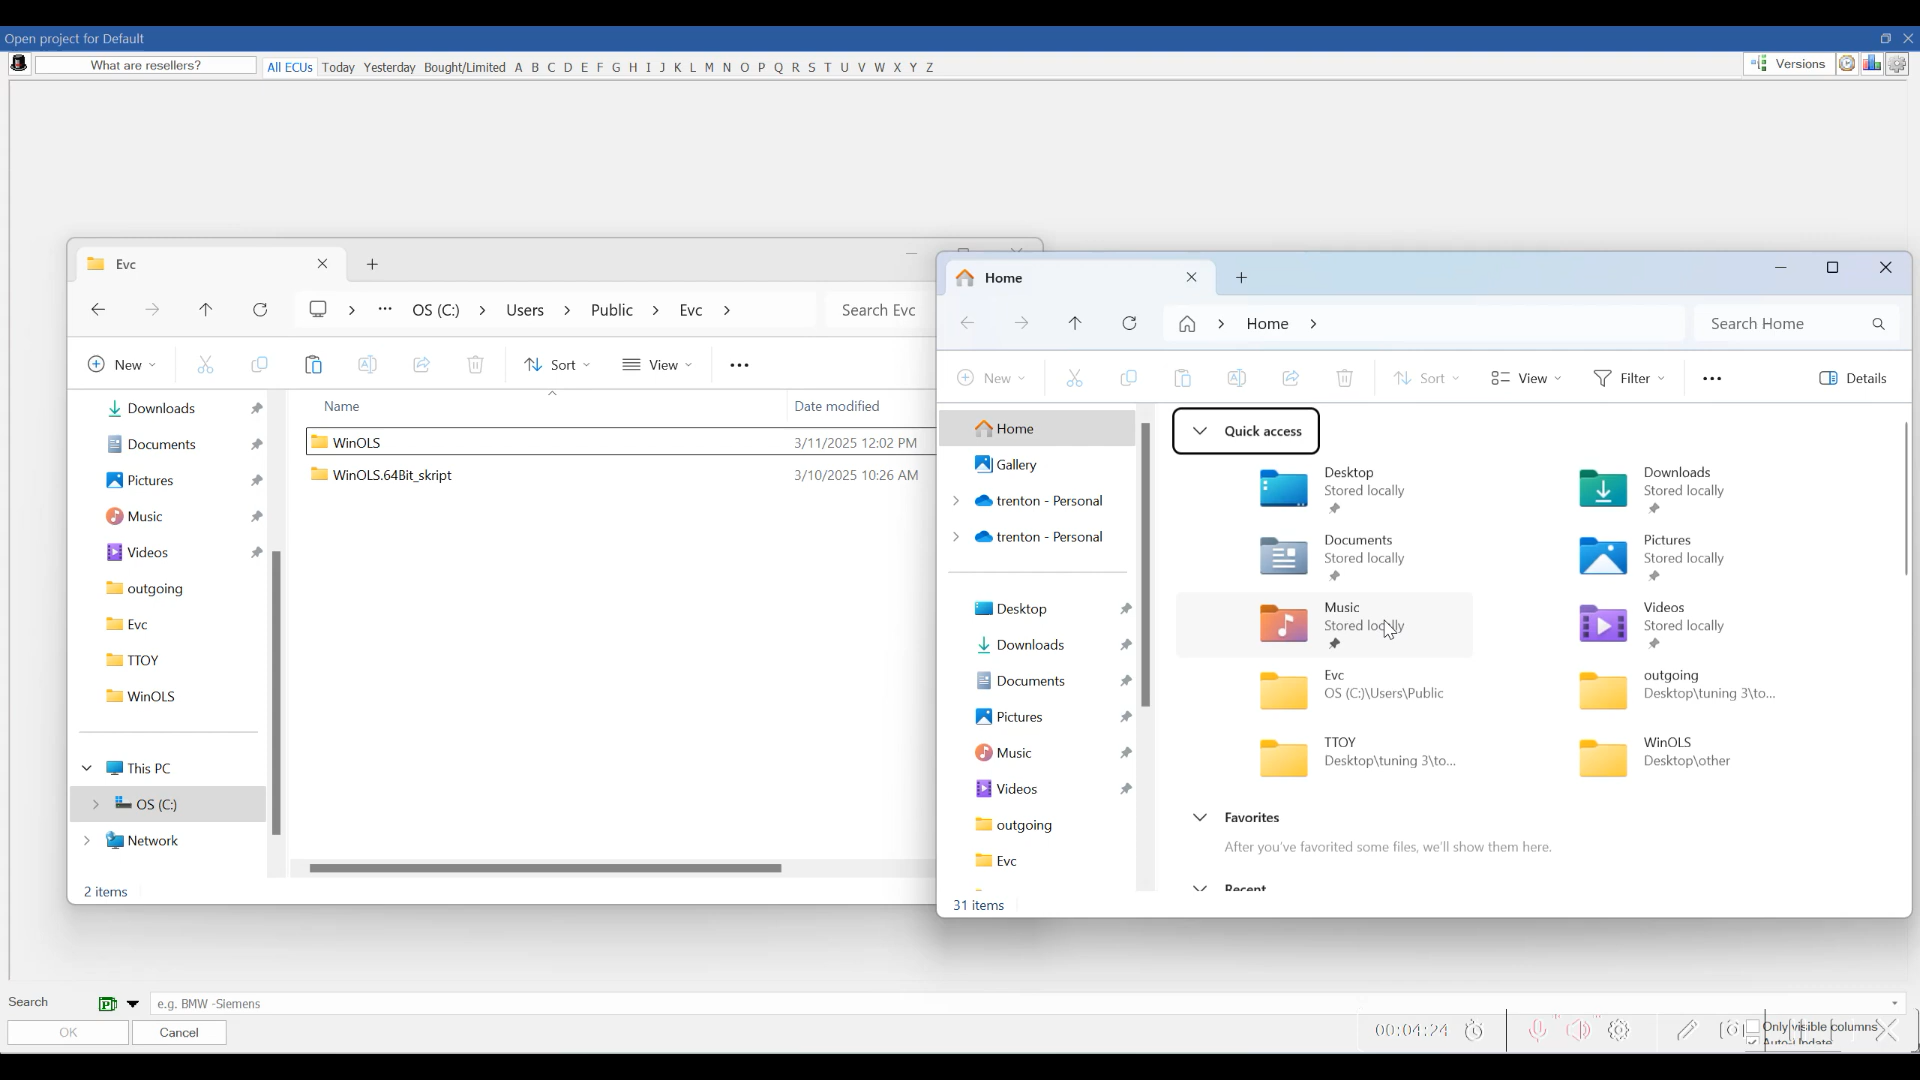 Open project for Default
What are resellers?
All ECUs Today Yesterday Bought/Limited A B C D E F G H I J K L M N O P Q R S T U V W X Y Z
Versions
Evc
OS (C:) > Users > Public > Evc >
Search Evc
New
Sort
View
Name
Date modified
Downloads
Documents
Pictures
Music
Videos
outgoing
Evc
TTOY
WinOLS
This PC
OS (C:)
Network
WinOLS 3/11/2025 12:02 PM
WinOLS.64Bit_skript 3/10/2025 10:26 AM
2 items
Home
Home
Search Home
New
Sort
View
Filter
Details
Home
Gallery
trenton - Personal
trenton - Personal
Desktop
Downloads
Documents
Pictures
Music
Videos
outgoing
Evc
Quick access
Desktop
Stored locally
Downloads
Stored locally
Documents
Stored locally
Pictures
Stored locally
Music
Stored locally
Videos
Stored locally
Evc
OS (C:)\Users\Public
outgoing
Desktop\tuning 3\to...
TTOY
Desktop\tuning 3\to...
WinOLS
Desktop\other
Favorites
After you've favorited some files, we'll show them here.
Recent
31 items
Search
e.g. BMW -Siemens
OK
Cancel
00:04:24
Only visible columns
Auto-Update